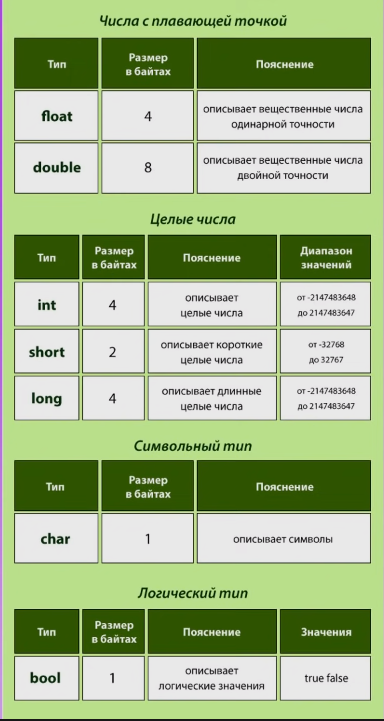 Числа с плавающей точкой
Тип
Размер
в байтах
Пояснение
float
4
описывает вещественные числа
одинарной точности
double
8
описывает вещественные числа
двойной точности
Целые числа
Тип
Размер
в байтах
Пояснение
Диапазон
значений
int
4
описывает
целые числа
от -2147483648
до 2147483647
short
2
описывает короткие
целые числа
от -32768
до 32767
long
4
описывает длинные
целые числа
от -2147483648
до 2147483647
Символьный тип
Тип
Размер
в байтах
Пояснение
char
1
описывает символы
Логический тип
Тип
Размер
в байтах
Пояснение
Значения
bool
1
описывает
логические значения
true false